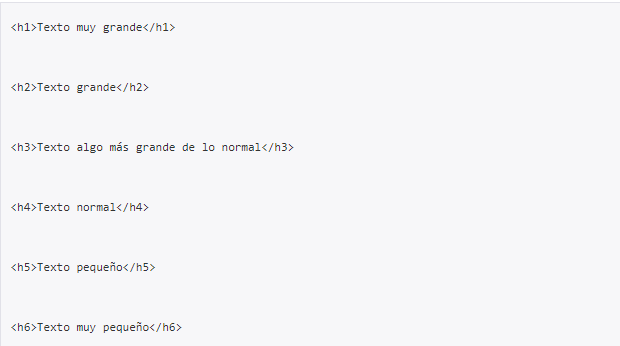 <h1>Texto muy grande</h1>
<h2>Texto grande</h2>
<h3>Texto algo más grande de lo normal</h3>
<h4>Texto normal</h4>
<h5>Texto pequeño</h5>
<h6>Texto muy pequeño</h6>